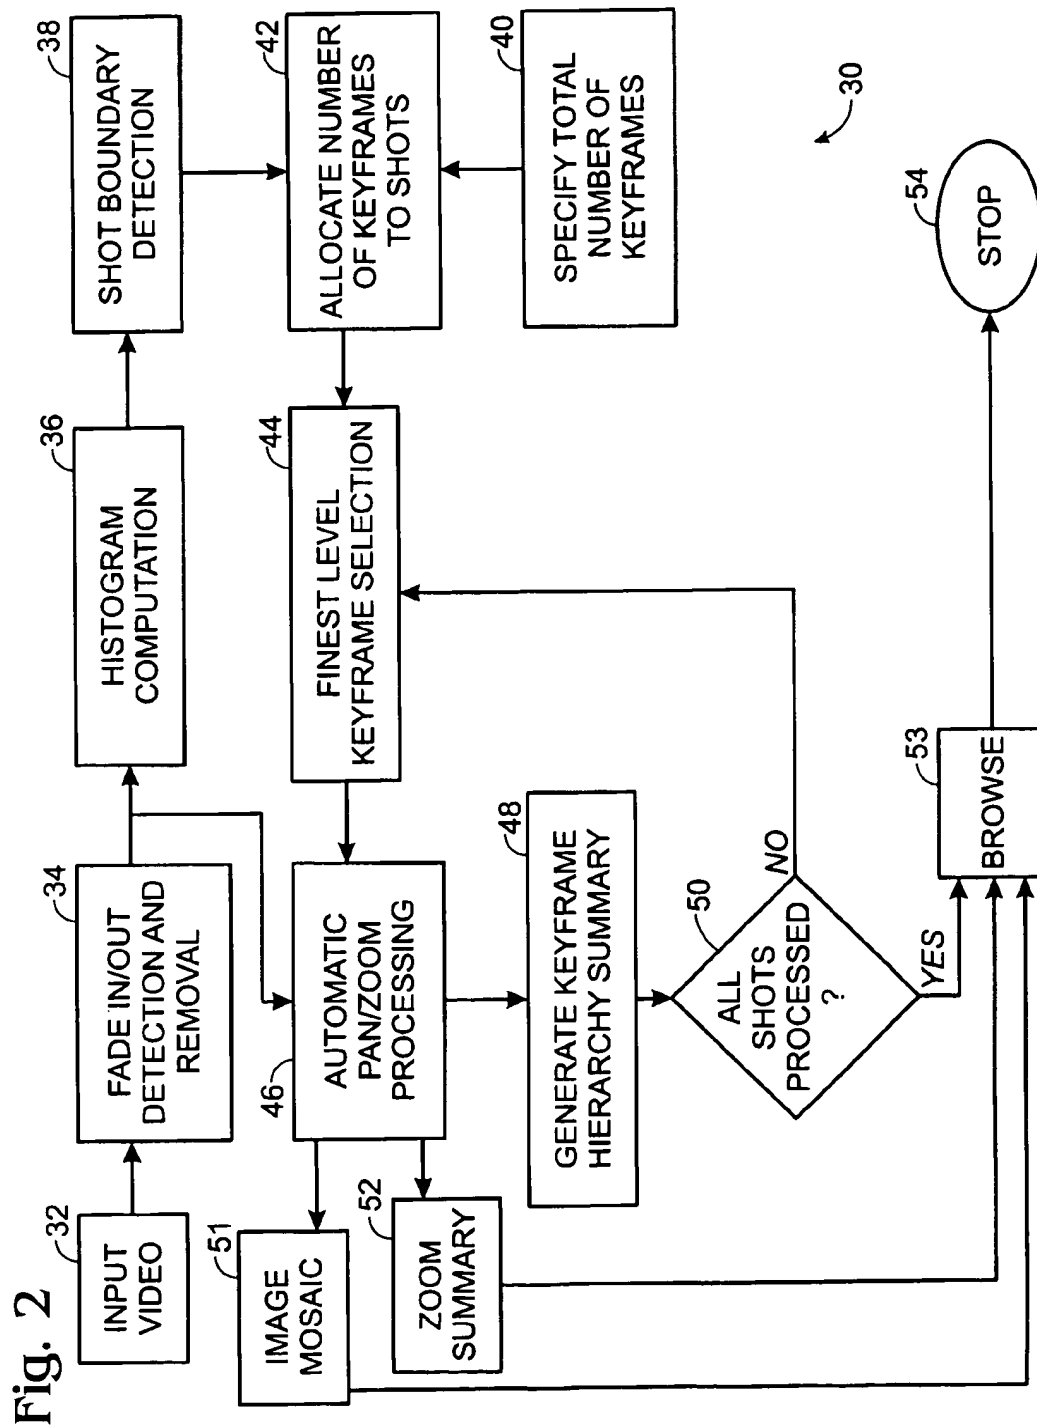 Fig. 2
32
INPUT
VIDEO
34
FADE IN/OUT
DETECTION AND
REMOVAL
36
HISTOGRAM
COMPUTATION
38
SHOT BOUNDARY
DETECTION
51
IMAGE
MOSAIC
52
ZOOM
SUMMARY
46
AUTOMATIC
PAN/ZOOM
PROCESSING
44
FINEST LEVEL
KEYFRAME SELECTION
42
ALLOCATE NUMBER
OF KEYFRAMES
TO SHOTS
40
SPECIFY TOTAL
NUMBER OF
KEYFRAMES
48
GENERATE KEYFRAME
HIERARCHY SUMMARY
50
ALL
SHOTS
PROCESSED
?
NO
YES
53
BROWSE
54
STOP
30